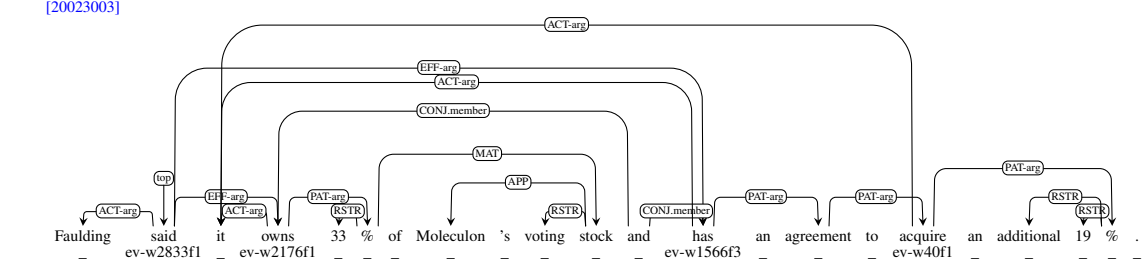 [20023003]
ACT-arg
EFF-arg
ACT-arg
CONJ.member
MAT
PAT-arg
top
APP
EFF-arg PAT-arg PAT-arg PAT-arg RSTR
ACT-arg ACT-arg RSTR RSTR CONJ.member RSTR
Faulding said it owns 33 % of Moleculon 's voting stock and has an agreement to acquire an additional 19 % .
_ ev-w2833f1 _ ev-w2176f1 _ _ _ _ _ _ _ _ ev-w1566f3 _ _ _ ev-w40f1 _ _ _ _ _